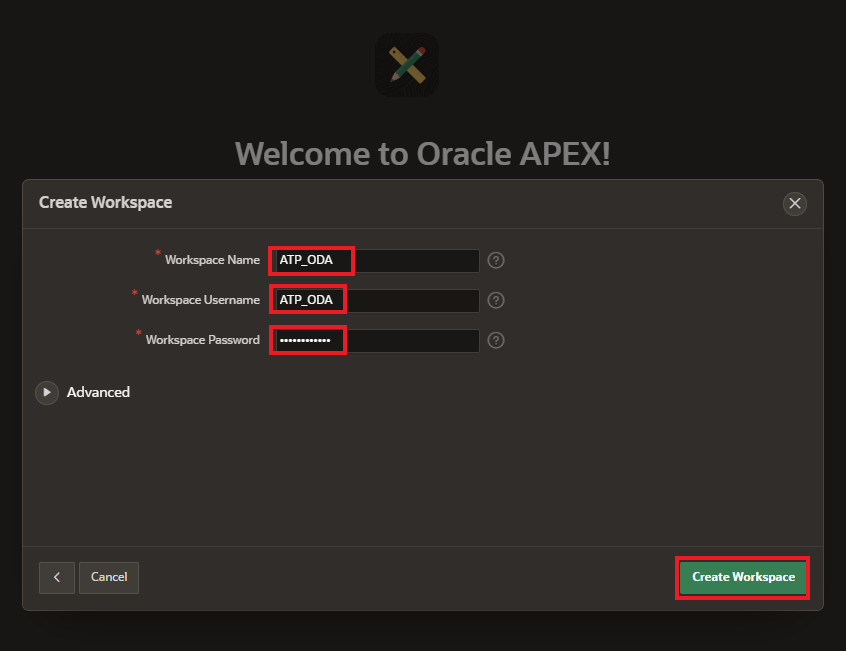 Welcome to Oracle APEX!
Create Workspace
* Workspace Name ATP_ODA ?
* Workspace Username ATP_ODA ?
* Workspace Password •••••••••••• ?
Advanced
Cancel Create Workspace